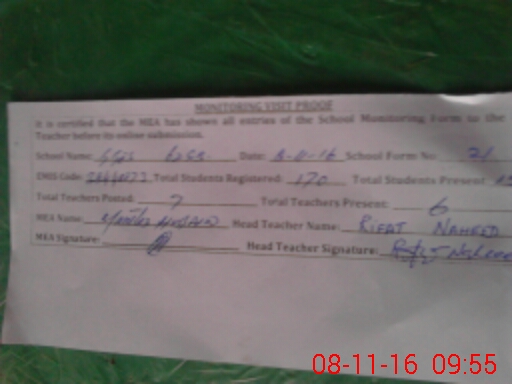 MONITORING VISIT PROOF
It is certified that the MEA has shown all entries of the School Monitoring Form to the
Teacher before its online submission.
School Name: Date: 8-11-16 School Form No 21
EMIS Code: Total Students Registered: 170 Total Students Present:
Total Teachers Posted: 7 Total Teachers Present: 6
MEA Name: Head Teacher Name: RIFAT NAHEED
MEA Signature: Head Teacher Signature:
08-11-16 09:55